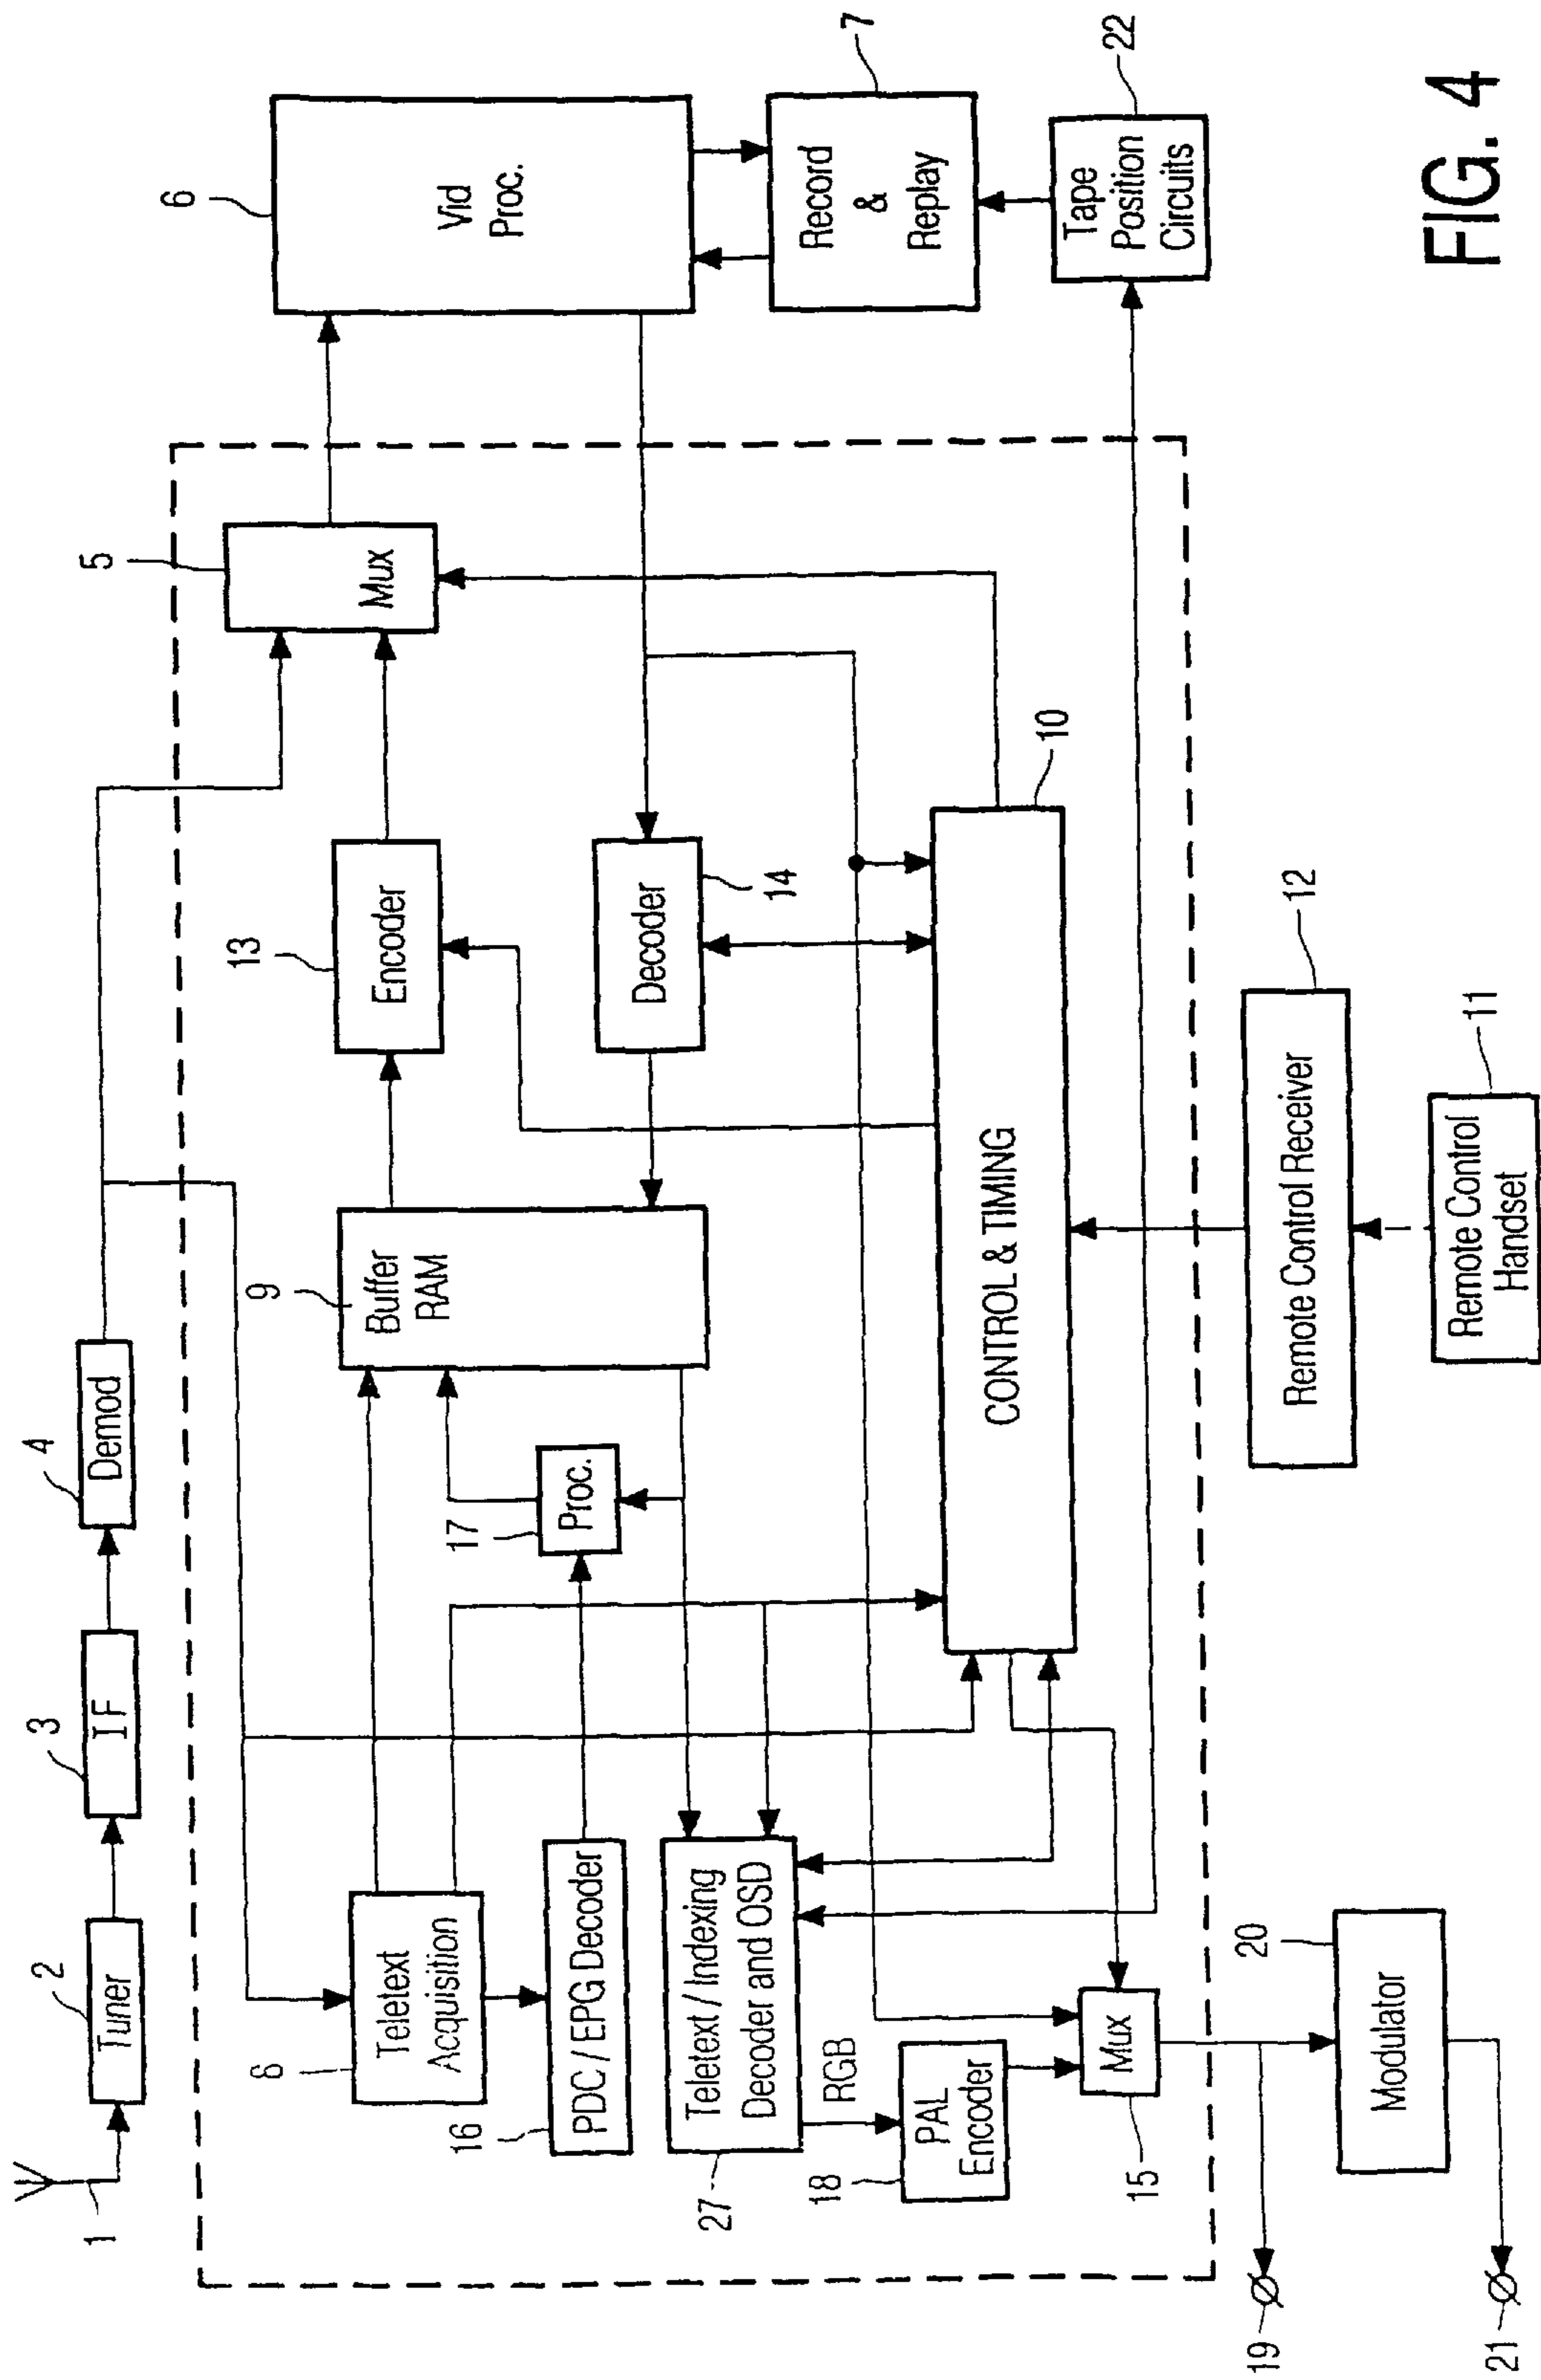 1
2
Tuner
3
IF
4
Demod
5
Mux
6
Vid
Proc.
7
Record
&
Replay
22
Tape
Position
Circuits
8
Teletext
Acquisition
16
PDC / EPG Decoder
17
Proc.
9
Buffer
RAM
13
Encoder
Decoder
14
27
Teletext / Indexing
Decoder and OSD
RGB
18
PAL
Encoder
15
Mux
CONTROL & TIMING
10
Remote Control Receiver
12
Remote Control
Handset
11
20
Modulator
19
21
FIG. 4